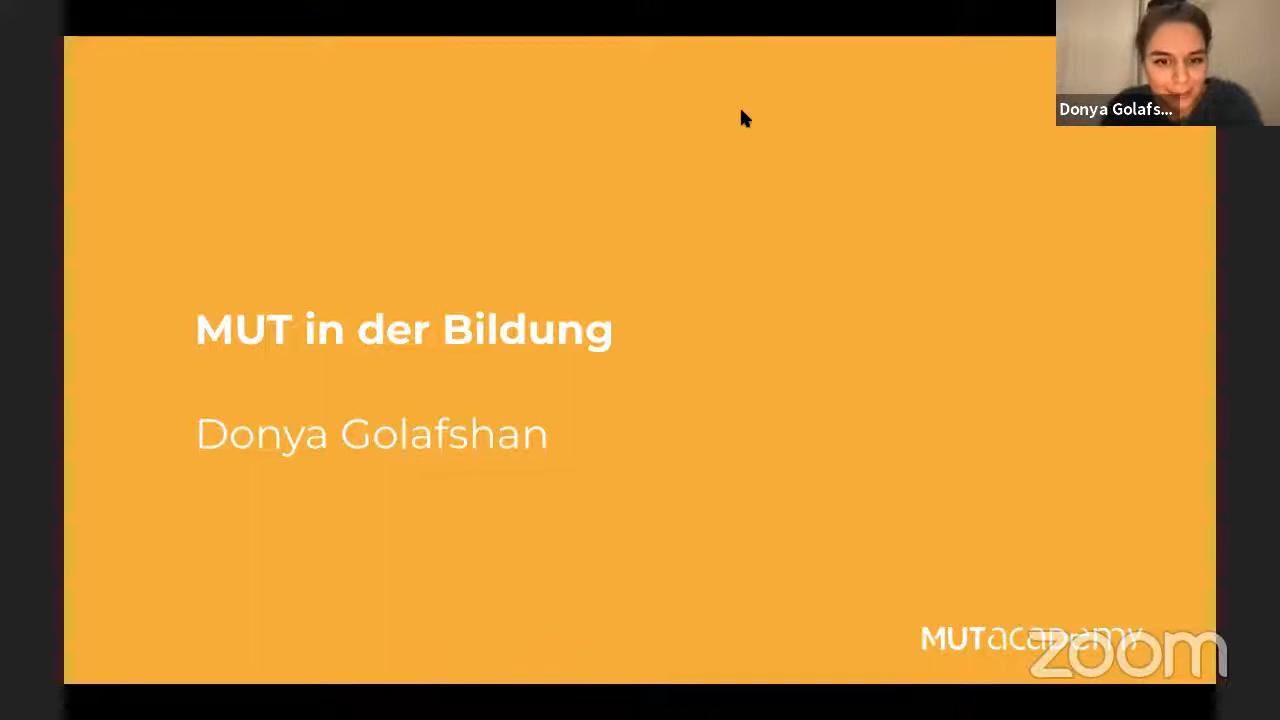 Donya Golafs...
MUT in der Bildung
Donya Golafshan
MUTacademy
zoom